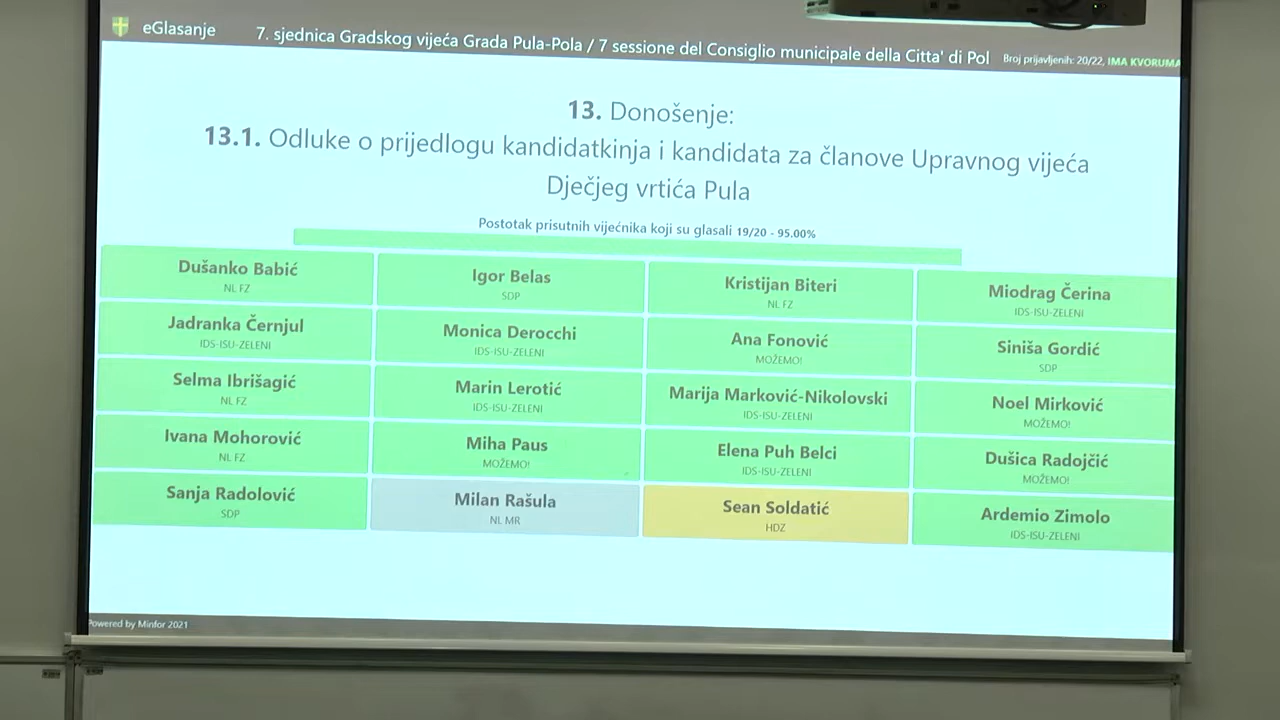 eGlasanje
7. sjednica Gradskog vijeća Grada Pula-Pola / 7 sessione del Consiglio municipale della Citta' di Pol
Broj prijavljenih: 20/22, IMA KVORUMA
13. Donošenje:
13.1. Odluke o prijedlogu kandidatkinja i kandidata za članove Upravnog vijeća
Dječjeg vrtića Pula
Postotak prisutnih vijećnika koji su glasali 19/20 - 95.00%
Dušanko Babić
NL FZ
Igor Belas
SDP
Kristijan Biteri
NL FZ
Miodrag Čerina
IDS-ISU-ZELENI
Jadranka Černjul
IDS-ISU-ZELENI
Monica Derocchi
IDS-ISU-ZELENI
Ana Fonović
MOŽEMO!
Siniša Gordić
SDP
Selma Ibrišagić
NL FZ
Marin Lerotić
IDS-ISU-ZELENI
Marija Marković-Nikolovski
IDS-ISU-ZELENI
Noel Mirković
MOŽEMO!
Ivana Mohorović
NL FZ
Miha Paus
MOŽEMO!
Elena Puh Belci
IDS-ISU-ZELENI
Dušica Radojčić
MOŽEMO!
Sanja Radolović
SDP
Milan Rašula
NL MR
Sean Soldatić
HDZ
Ardemio Zimolo
IDS-ISU-ZELENI
Powered by Minfor 2021